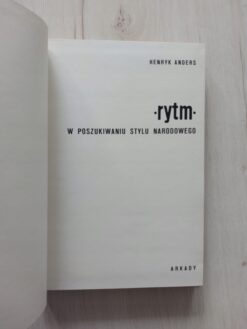 HENRYK ANDERS
·rytm·
W POSZUKIWANIU STYLU NARODOWEGO
ARKADY